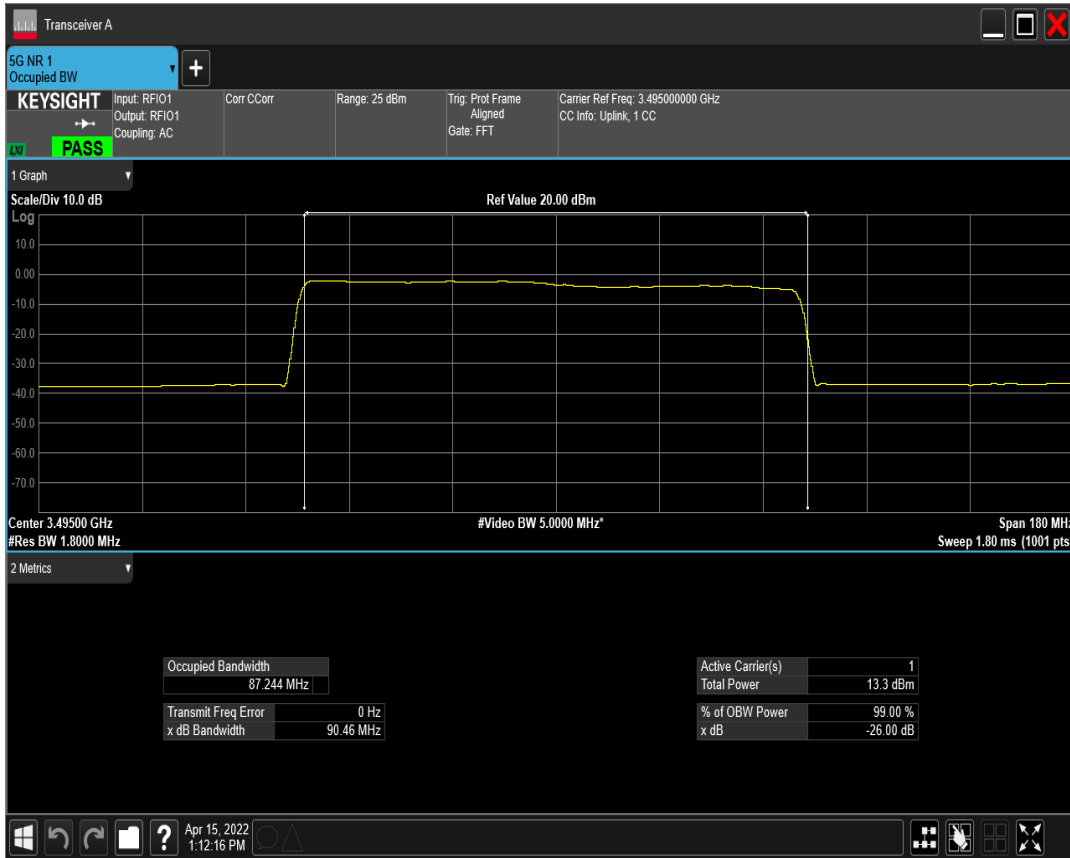 Transceiver A
5G NR 1
Occupied BW
KEYSIGHT
LXI
PASS
Input: RFIO1
Output: RFIO1
Coupling: AC
Corr CCorr
Range: 25 dBm
Trig: Prot Frame
Aligned
Gate: FFT
Carrier Ref Freq: 3.495000000 GHz
CC Info: Uplink, 1 CC
1 Graph
Scale/Div 10.0 dB
Ref Value 20.00 dBm
Log
10.0
0.00
-10.0
-20.0
-30.0
-40.0
-50.0
-60.0
-70.0
Center 3.49500 GHz
#Video BW 5.0000 MHz*
Span 180 MHz
#Res BW 1.8000 MHz
Sweep 1.80 ms (1001 pts
2 Metrics
Occupied Bandwidth
87.244 MHz
Transmit Freq Error 0 Hz
x dB Bandwidth 90.46 MHz
Active Carrier(s) 1
Total Power 13.3 dBm
% of OBW Power 99.00 %
x dB -26.00 dB
?
Apr 15, 2022
1:12:16 PM